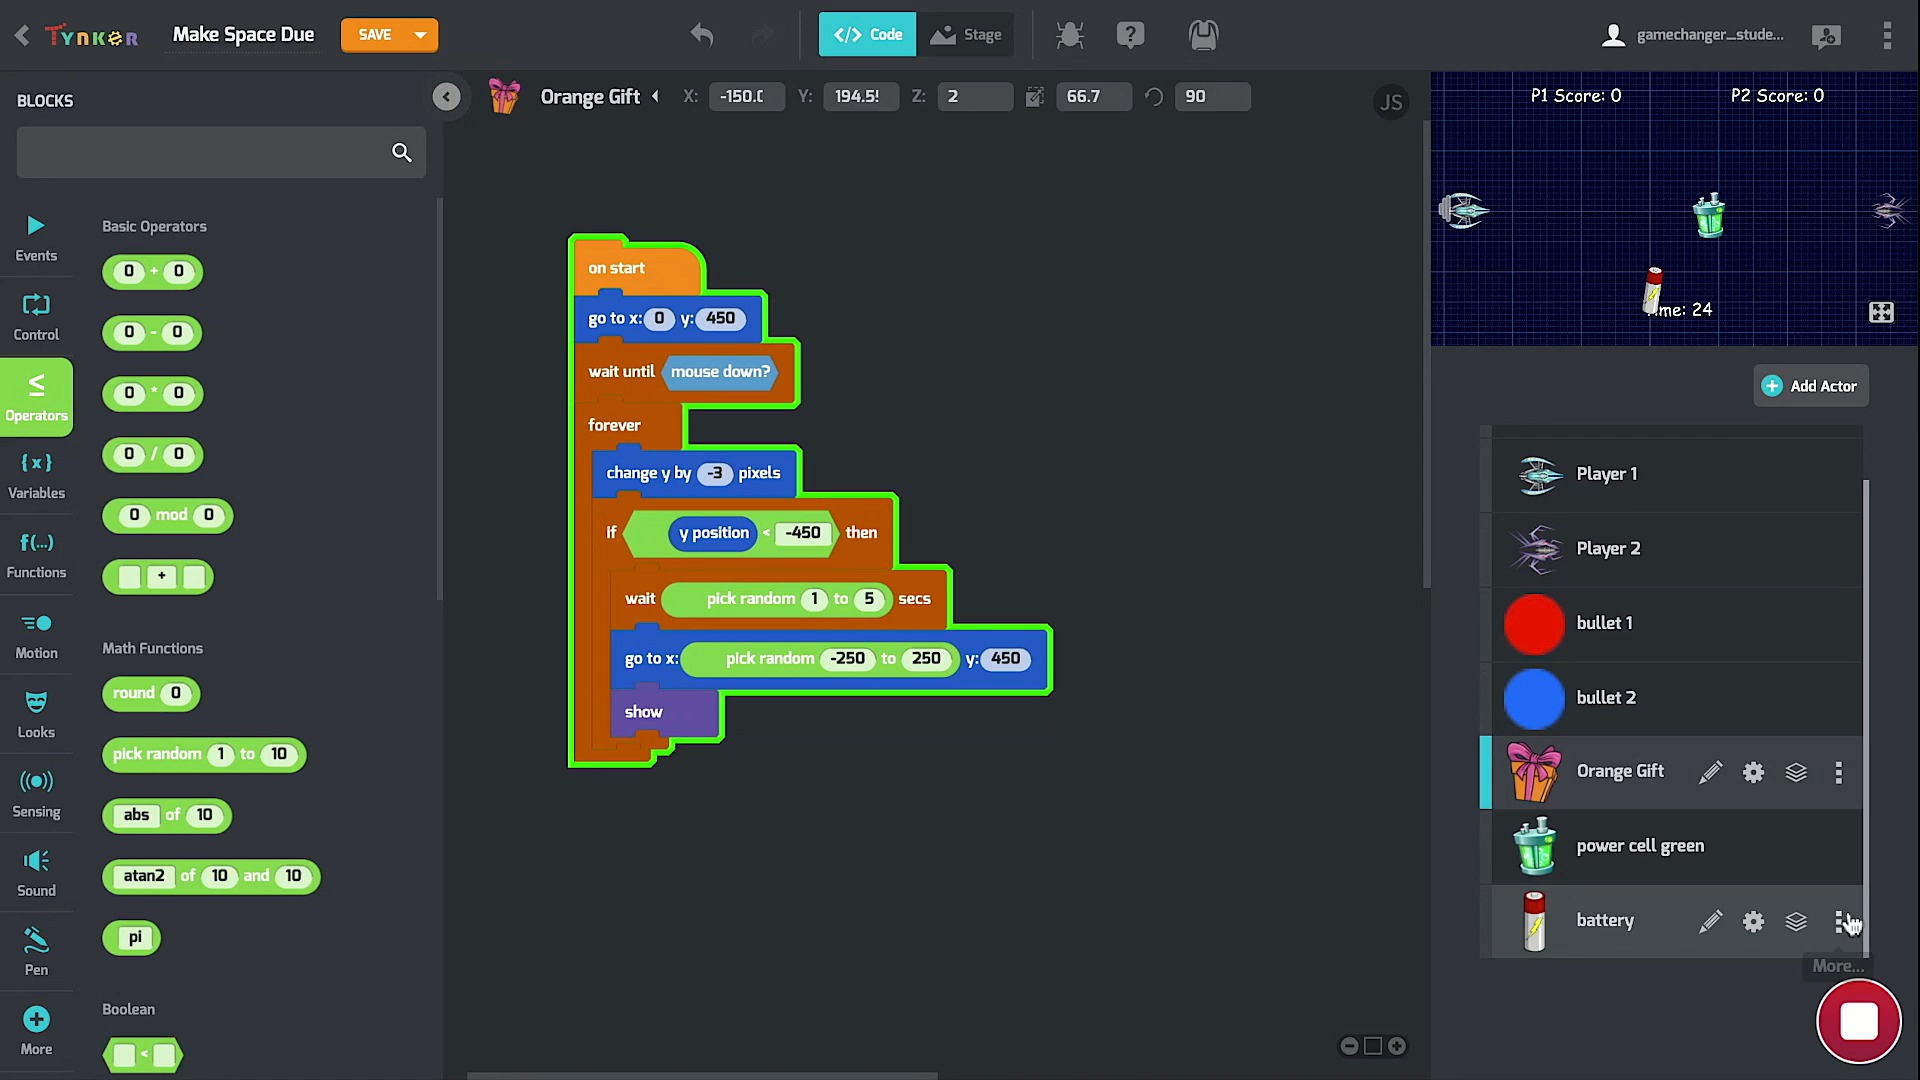 TYNKER
Make Space Due
SAVE
</> Code
Stage
?
gamechanger_stude...
BLOCKS
Orange Gift
X: -150.0
Y: 194.5!
Z: 2
66.7
90
JS
P1 Score: 0
P2 Score: 0
Time: 24
Add Actor
Events
Control
Operators
Variables
Functions
Motion
Looks
Sensing
Sound
Pen
More
Basic Operators
0 + 0
0 - 0
0 * 0
0 / 0
0 mod 0
+
Math Functions
round 0
pick random 1 to 10
abs of 10
atan2 of 10 and 10
pi
Boolean
<
on start
go to x: 0 y: 450
wait until mouse down?
forever
change y by -3 pixels
if y position < -450 then
wait pick random 1 to 5 secs
go to x: pick random -250 to 250 y: 450
show
Player 1
Player 2
bullet 1
bullet 2
Orange Gift
power cell green
battery
More...